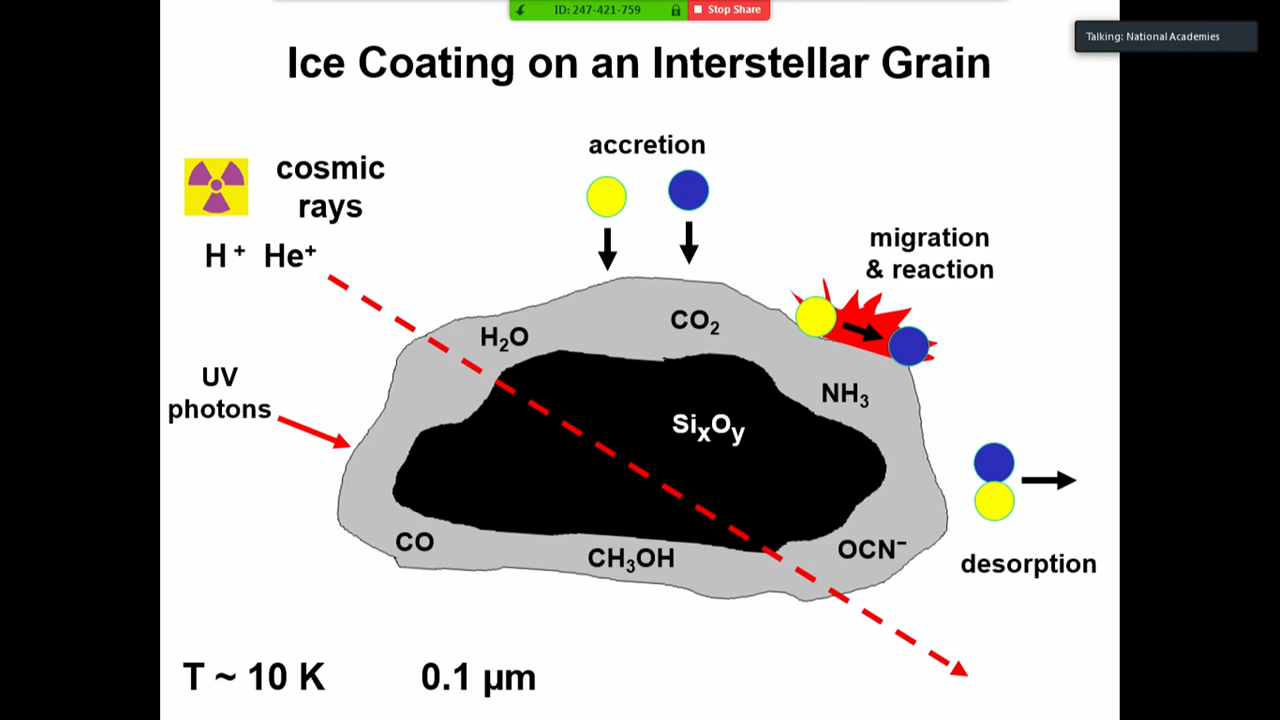 ID: 247-421-759
Stop Share
Talking: National Academies
Ice Coating on an Interstellar Grain
accretion
cosmic
rays
H⁺ He⁺
migration
& reaction
UV
photons
H₂O
CO₂
NH₃
SiₓOᵧ
CO
CH₃OH
OCN⁻
desorption
T ~ 10 K
0.1 µm